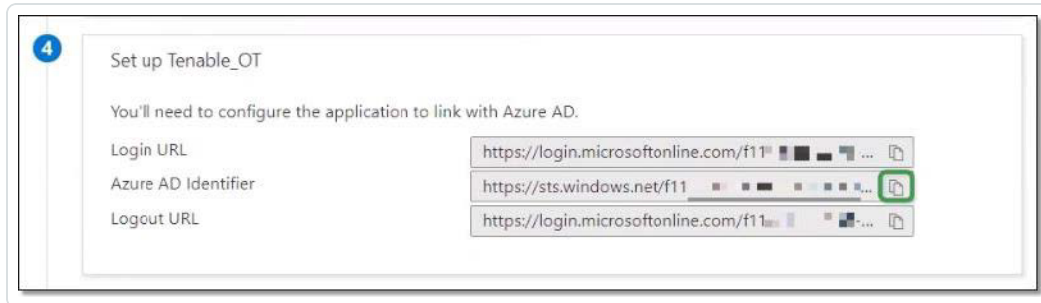 4
Set up Tenable_OT
You'll need to configure the application to link with Azure AD.
Login URL
https://login.microsoftonline.com/f11 ...
Azure AD Identifier
https://sts.windows.net/f11 ...
Logout URL
https://login.microsoftonline.com/f11 ...